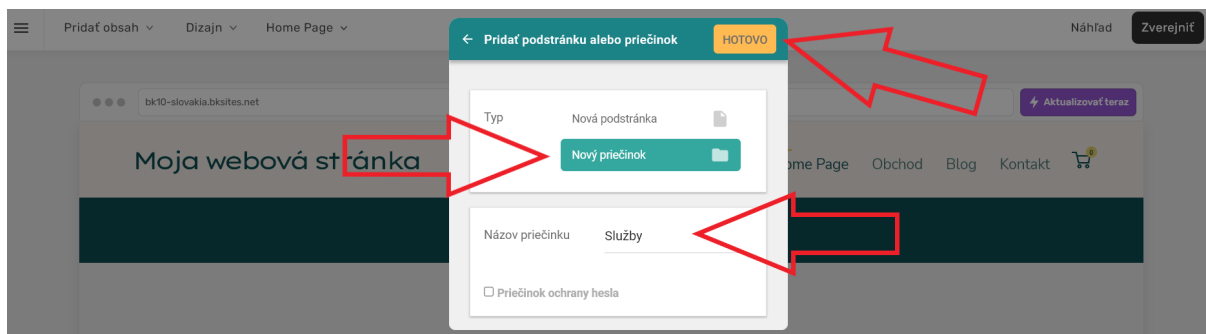 Pridať obsah Dizajn Home Page Pridať podstránku alebo priečinok HOTOVO Náhľad Zverejniť
bk10-slovakia.bksites.net Aktualizovať teraz
Typ Nová podstránka
Nový priečinok
Moja webová stránka ome Page Obchod Blog Kontakt 0
Názov priečinku Služby
Priečinok ochrany hesla